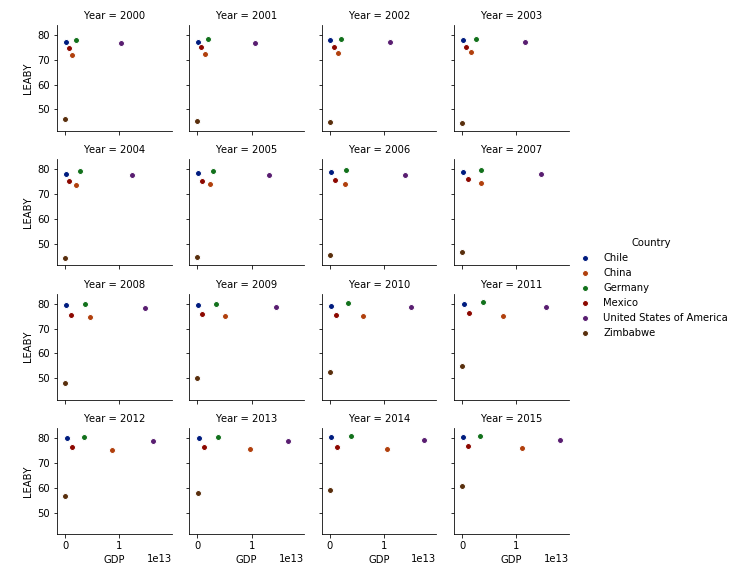 Year = 2000
Year = 2001
Year = 2002
Year = 2003
80
70
60
50
LEABY
Year = 2004
Year = 2005
Year = 2006
Year = 2007
80
70
60
50
LEABY
Country
Chile
China
Germany
Mexico
United States of America
Zimbabwe
Year = 2008
Year = 2009
Year = 2010
Year = 2011
80
70
60
50
LEABY
Year = 2012
Year = 2013
Year = 2014
Year = 2015
80
70
60
50
LEABY
0 1
0 1
0 1
0 1
GDP 1e13
GDP 1e13
GDP 1e13
GDP 1e13